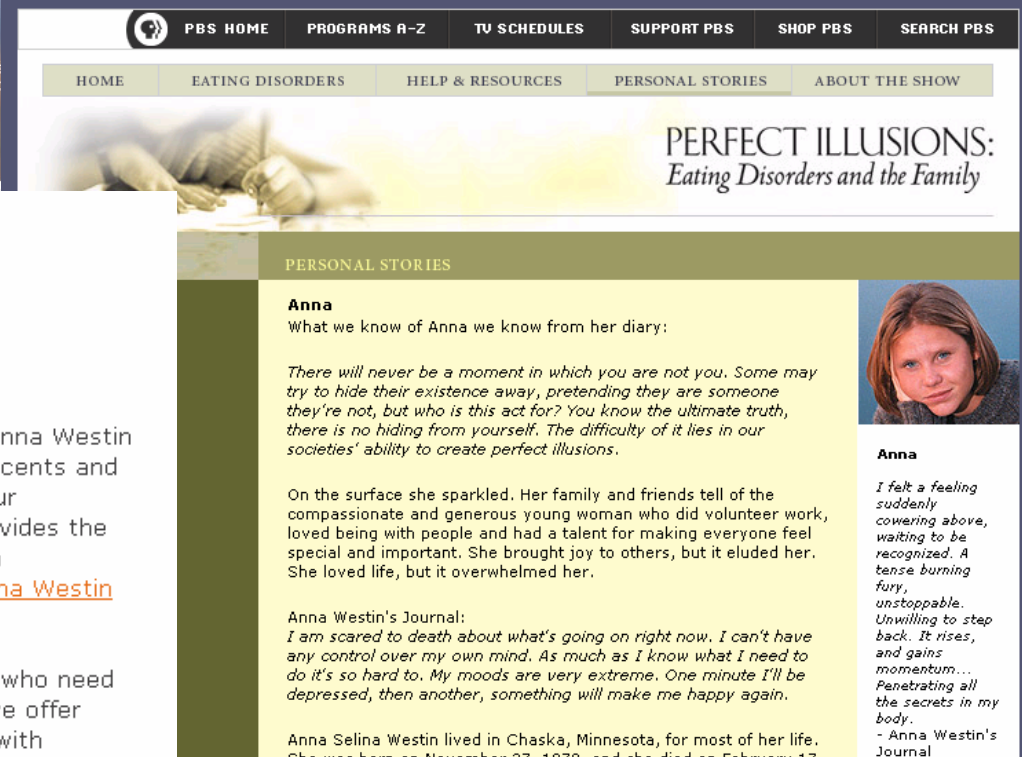 PBS HOME PROGRAMS A-Z TV SCHEDULES SUPPORT PBS SHOP PBS SEARCH PBS
HOME EATING DISORDERS HELP & RESOURCES PERSONAL STORIES ABOUT THE SHOW
PERFECT ILLUSIONS:
Eating Disorders and the Family
PERSONAL STORIES
Anna
What we know of Anna we know from her diary:
There will never be a moment in which you are not you. Some may
try to hide their existence away, pretending they are someone
they're not, but who is this act for? You know the ultimate truth,
there is no hiding from yourself. The difficulty of it lies in our
societies' ability to create perfect illusions.
On the surface she sparkled. Her family and friends tell of the
compassionate and generous young woman who did volunteer work,
loved being with people and had a talent for making everyone feel
special and important. She brought joy to others, but it eluded her.
She loved life, but it overwhelmed her.
Anna Westin's Journal:
I am scared to death about what's going on right now. I can't have
any control over my own mind. As much as I know what I need to
do it's so hard to. My moods are very extreme. One minute I'll be
depressed, then another, something will make me happy again.
Anna Selina Westin lived in Chaska, Minnesota, for most of her life.
Anna
I felt a feeling
suddenly
cowering above,
waiting to be
recognized. A
tense burning
fury,
unstoppable.
Unwilling to step
back. It rises,
and gains
momentum...
Penetrating all
the secrets in my
body.
- Anna Westin's
Journal
Westin
and
the
Westin
who need
offer
with